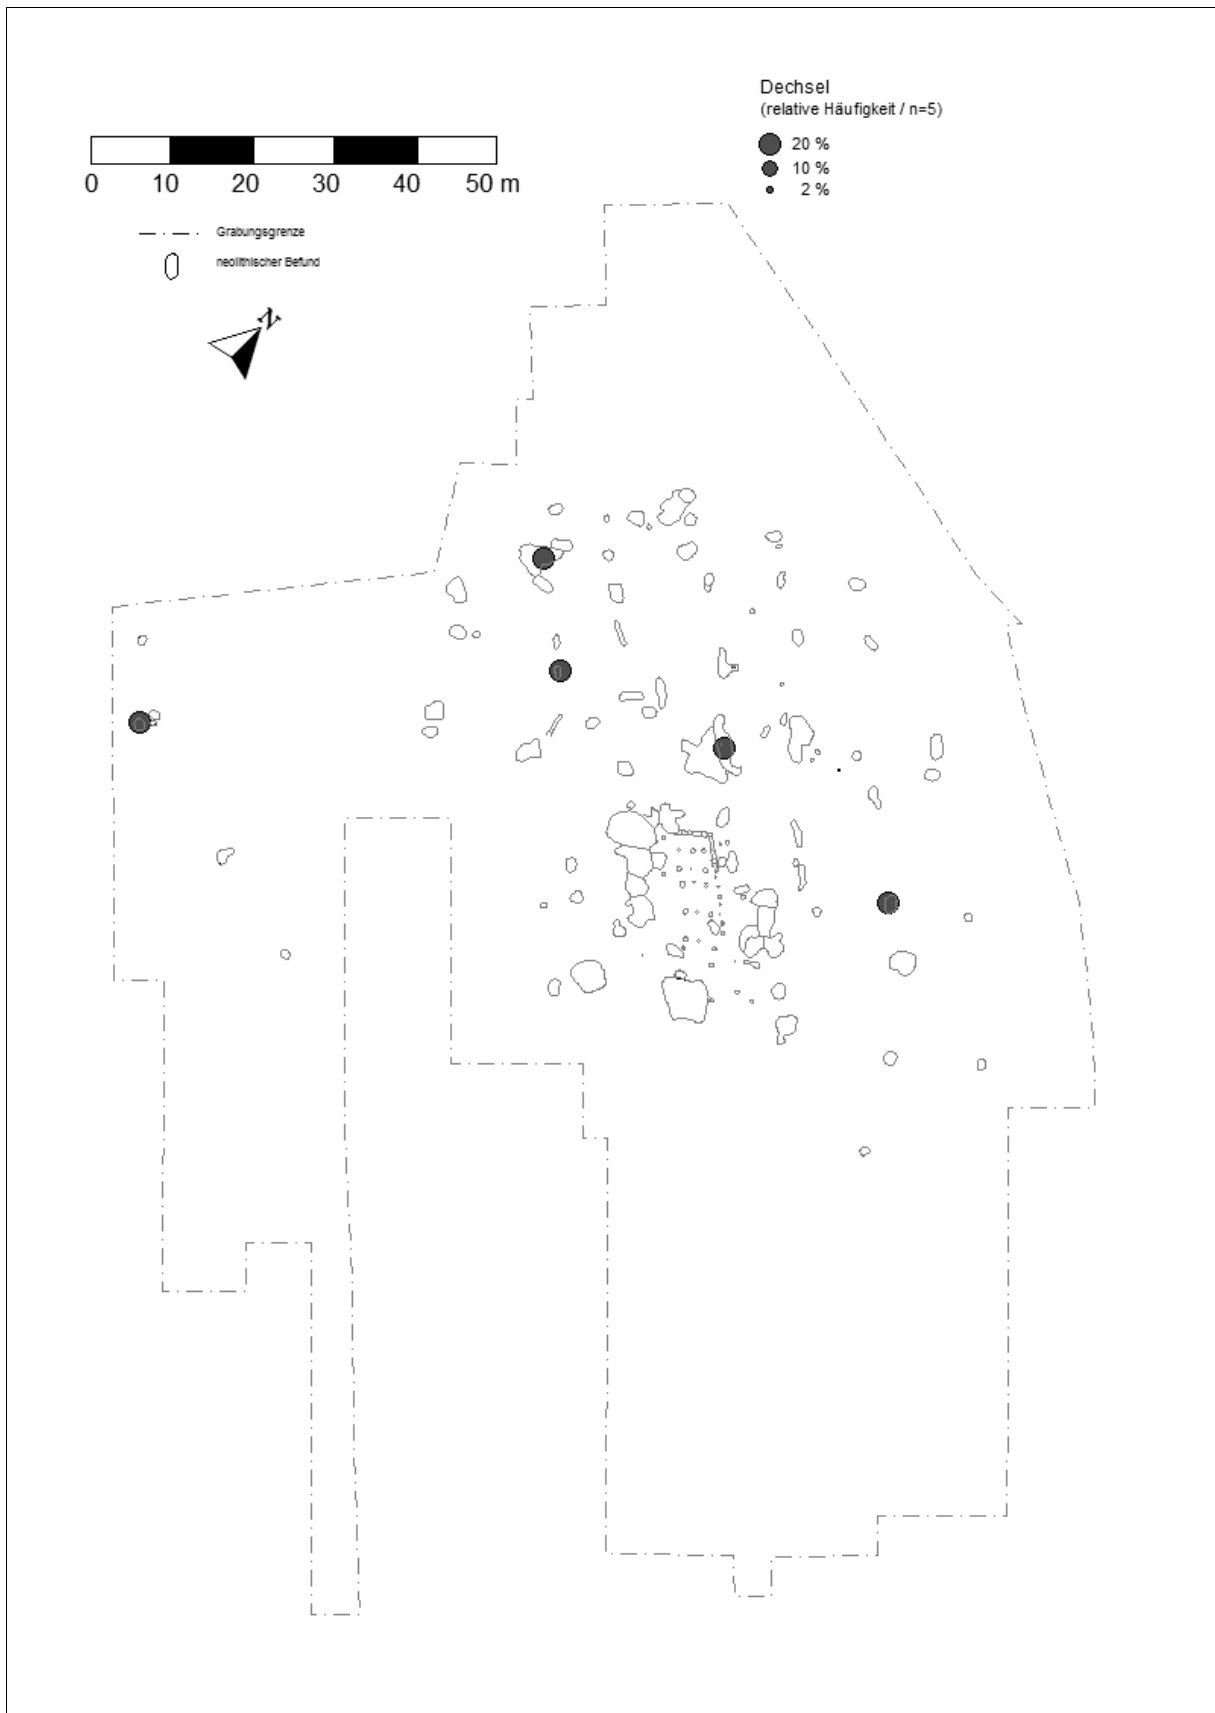 Dechsel
(relative Häufigkeit / n=5)
20 %
10 %
2 %
0 10 20 30 40 50 m
Grabungsgrenze
neolithischer Befund
N